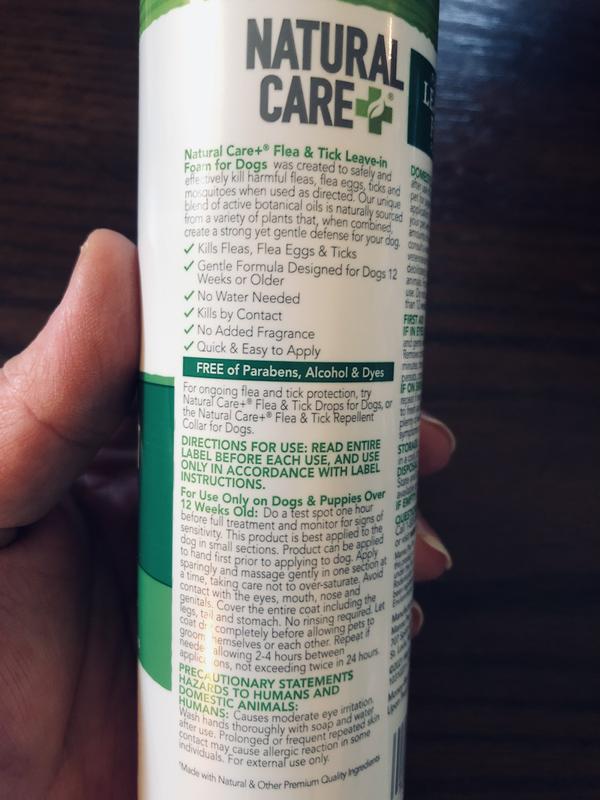 NATURAL
CARE+®
Natural Care+® Flea & Tick Leave-in
Foam for Dogs was created to safely and
effectively kill harmful fleas, flea eggs, ticks and
mosquitoes when used as directed. Our unique
blend of active botanical oils is naturally sourced
from a variety of plants that, when combined,
create a strong yet gentle defense for your dog.
✓ Kills Fleas, Flea Eggs & Ticks
✓ Gentle Formula Designed for Dogs 12
Weeks or Older
✓ No Water Needed
✓ Kills by Contact
✓ No Added Fragrance
✓ Quick & Easy to Apply
FREE of Parabens, Alcohol & Dyes
For ongoing flea and tick protection, try
Natural Care+® Flea & Tick Drops for Dogs, or
the Natural Care+® Flea & Tick Repellent
Collar for Dogs.
DIRECTIONS FOR USE: READ ENTIRE
LABEL BEFORE EACH USE, AND USE
ONLY IN ACCORDANCE WITH LABEL
INSTRUCTIONS.
For Use Only on Dogs & Puppies Over
12 Weeks Old: Do a test spot one hour
before full treatment and monitor for signs of
sensitivity. This product is best applied to the
dog in small sections. Product can be applied
to hand first prior to applying to dog. Apply
sparingly and massage gently in one section at
a time, taking care not to over-saturate. Avoid
contact with the eyes, mouth, nose and
genitals. Cover the entire coat including the
legs, tail and stomach. No rinsing required. Let
coat dry completely before allowing pets to
groom themselves or each other. Repeat if
needed allowing 2-4 hours between
applications, not exceeding twice in 24 hours.
PRECAUTIONARY STATEMENTS
HAZARDS TO HUMANS AND
DOMESTIC ANIMALS:
HUMANS: Causes moderate eye irritation.
Wash hands thoroughly with soap and water
after use. Prolonged or frequent repeated skin
contact may cause allergic reaction in some
individuals. For external use only.
*Made with Natural & Other Premium Quality Ingredients
FIRST AID